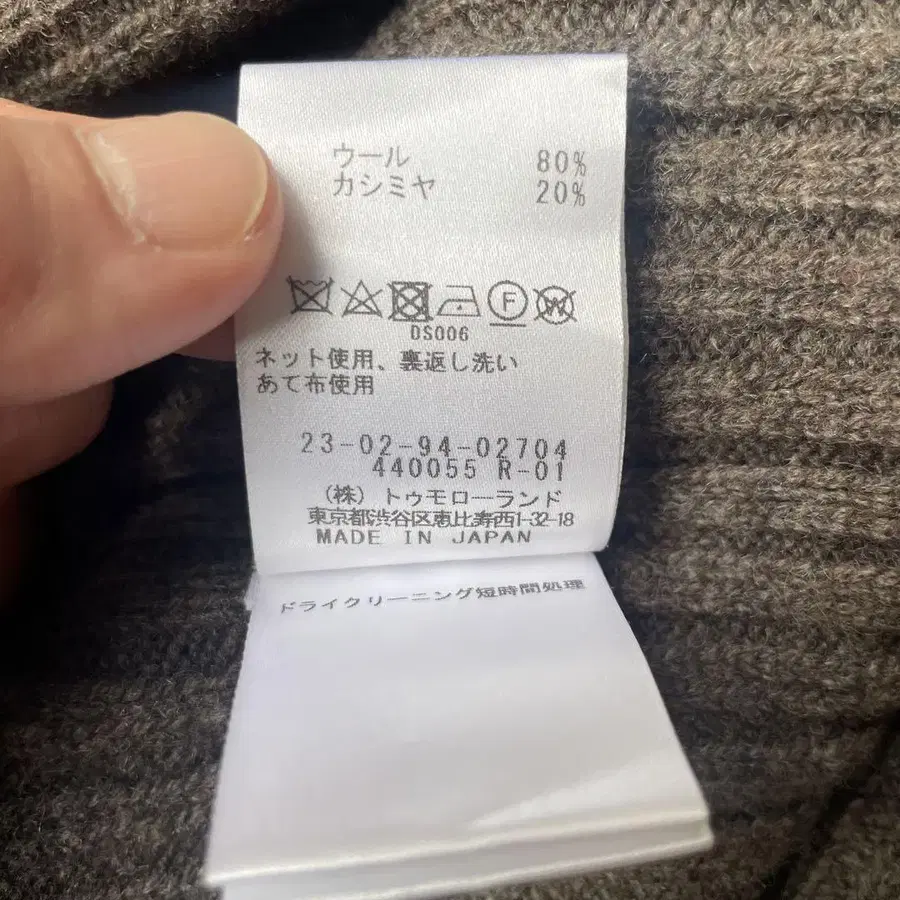 ウール 80%
カシミヤ 20%
F W
DS006
ネット使用、裏返し洗い
あて布使用
23-02-94-02704
440055 R-01
(株) トゥモローランド
東京都渋谷区恵比寿西1-32-18
MADE IN JAPAN
ドライクリーニング短時間処理